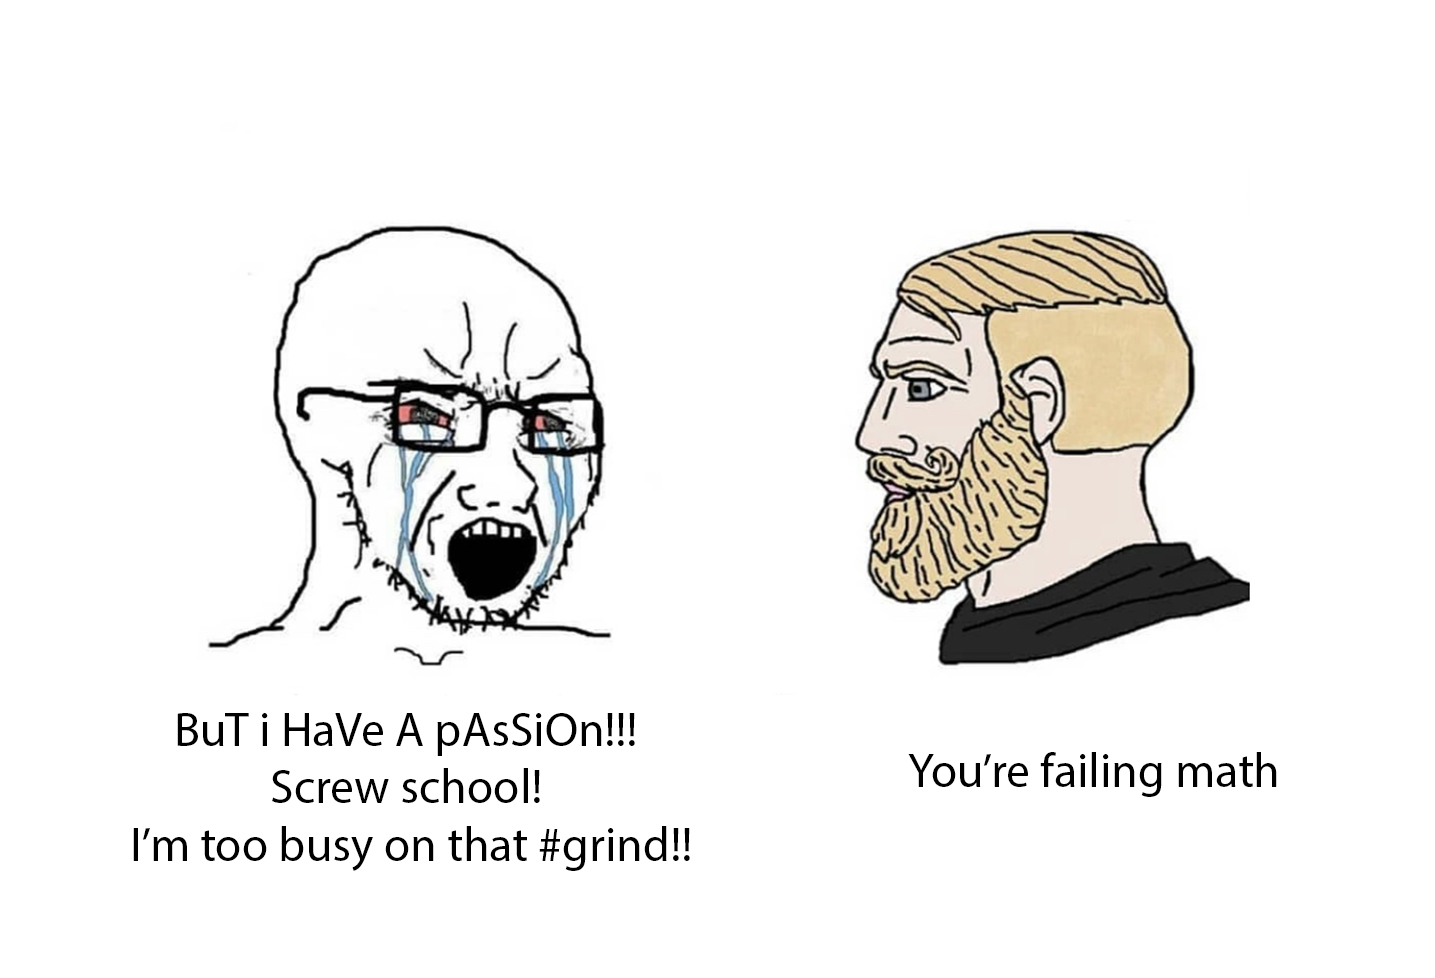 BuT i HaVe A pAsSiOn!!!
Screw school!
I’m too busy on that #grind!!
You’re failing math